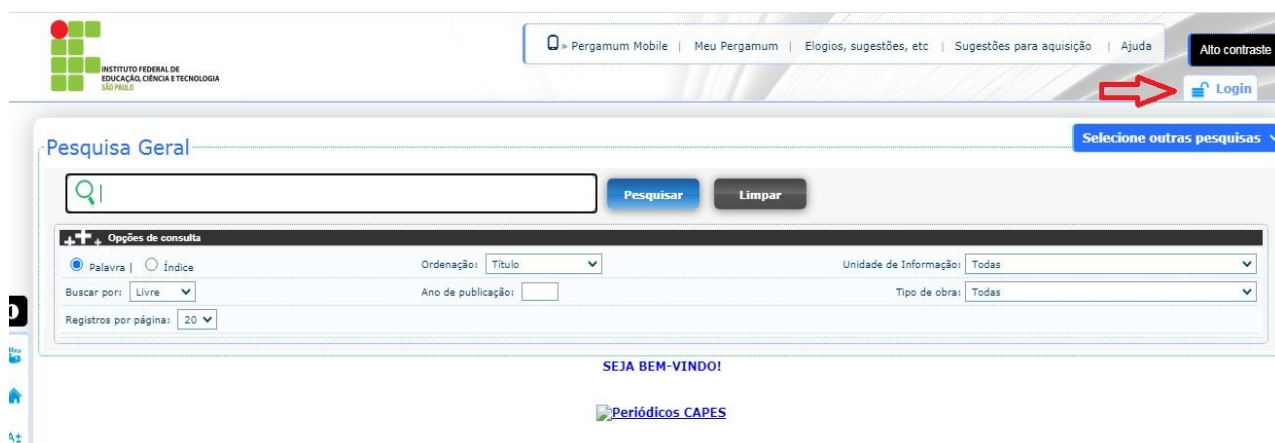 » Pergamum Mobile | Meu Pergamum | Elogios, sugestões, etc | Sugestões para aquisição | Ajuda
Alto contraste
INSTITUTO FEDERAL DE
EDUCAÇÃO, CIÊNCIA E TECNOLOGIA
SÃO PAULO
Login
Selecione outras pesquisas
Pesquisa Geral
Pesquisar Limpar
Opções de consulta
Palavra | Índice Ordenação: Título Unidade de Informação: Todas
Buscar por: Livre Ano de publicação: Tipo de obra: Todas
Registros por página: 20
Meu
SEJA BEM-VINDO!
Periódicos CAPES
A±